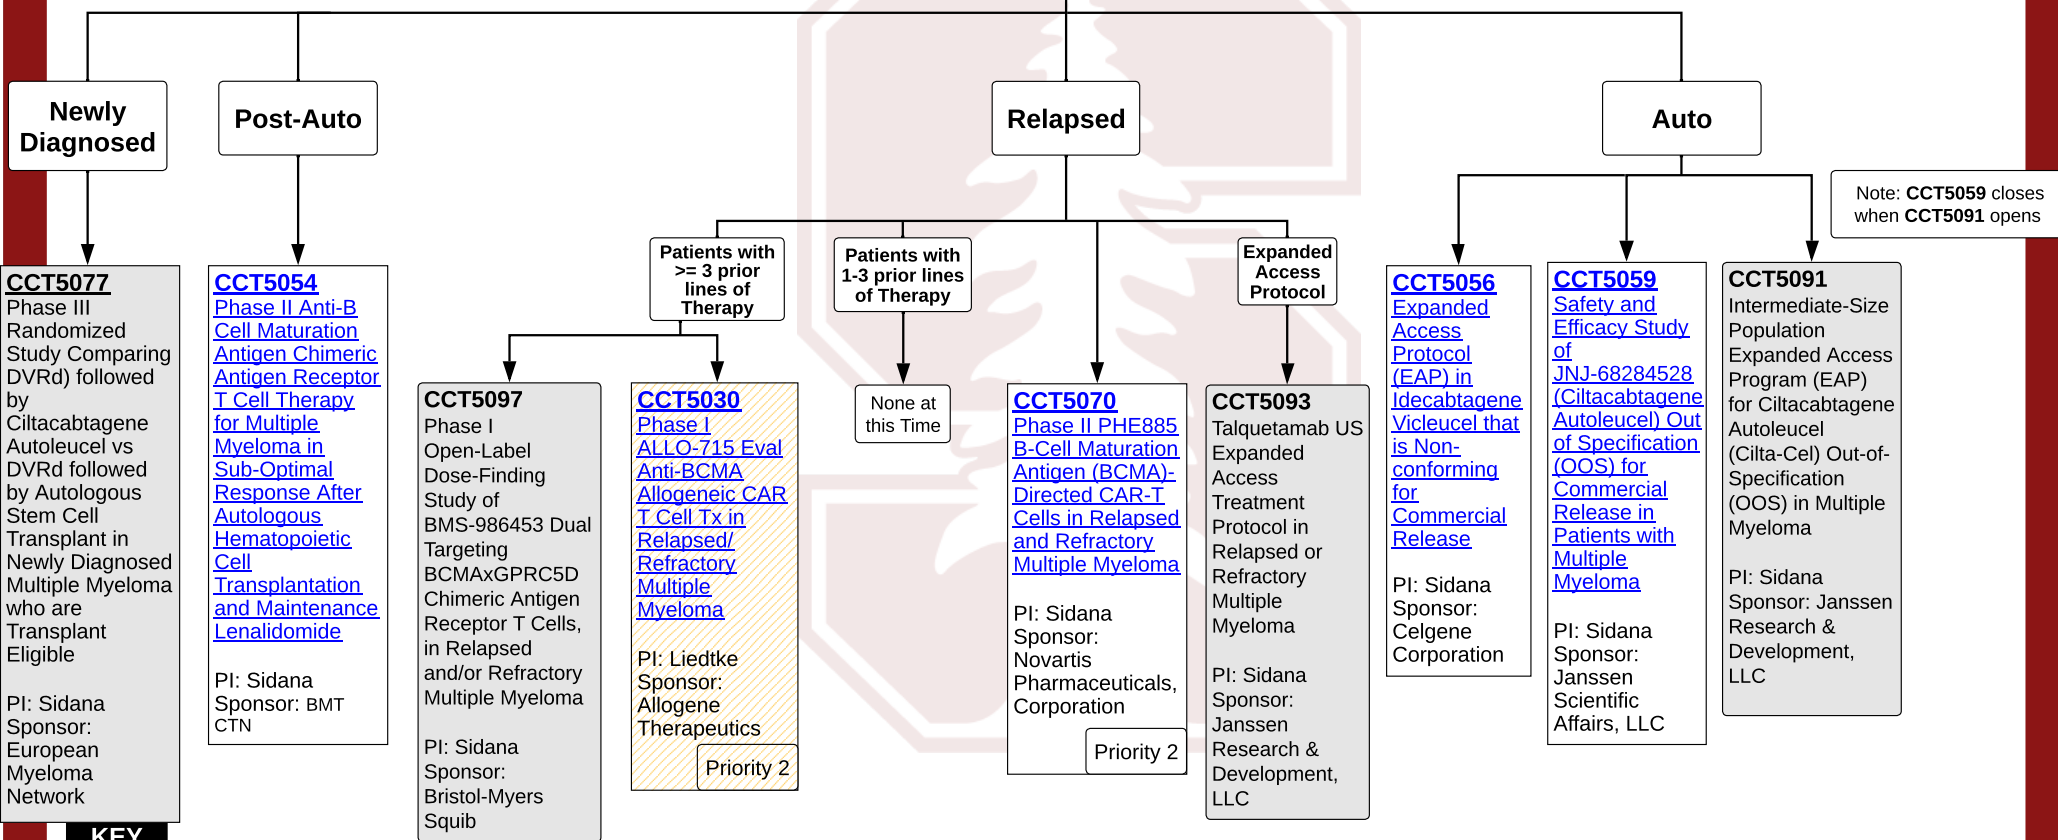 Newly
Diagnosed
Post-Auto
Relapsed
Auto
Note: CCT5059 closes
when CCT5091 opens
Patients with
>= 3 prior
lines of
Therapy
Patients with
1-3 prior lines
of Therapy
Expanded
Access
Protocol
CCT5077
Phase III
Randomized
Study Comparing
DVRd) followed
by
Ciltacabtagene
Autoleucel vs
DVRd followed
by Autologous
Stem Cell
Transplant in
Newly Diagnosed
Multiple Myeloma
who are
Transplant
Eligible
PI: Sidana
Sponsor:
European
Myeloma
Network
CCT5054
Phase II Anti-B
Cell Maturation
Antigen Chimeric
Antigen Receptor
T Cell Therapy
for Multiple
Myeloma in
Sub-Optimal
Response After
Autologous
Hematopoietic
Cell
Transplantation
and Maintenance
Lenalidomide
PI: Sidana
Sponsor: BMT
CTN
CCT5097
Phase I
Open-Label
Dose-Finding
Study of
BMS-986453 Dual
Targeting
BCMAxGPRC5D
Chimeric Antigen
Receptor T Cells,
in Relapsed
and/or Refractory
Multiple Myeloma
PI: Sidana
Sponsor:
Bristol-Myers
Squib
CCT5030
Phase I
ALLO-715 Eval
Anti-BCMA
Allogeneic CAR
T Cell Tx in
Relapsed/
Refractory
Multiple
Myeloma
PI: Liedtke
Sponsor:
Allogene
Therapeutics
Priority 2
None at
this Time
CCT5070
Phase II PHE885
B-Cell Maturation
Antigen (BCMA)-
Directed CAR-T
Cells in Relapsed
and Refractory
Multiple Myeloma
PI: Sidana
Sponsor:
Novartis
Pharmaceuticals,
Corporation
Priority 2
CCT5093
Talquetamab US
Expanded
Access
Treatment
Protocol in
Relapsed or
Refractory
Multiple
Myeloma
PI: Sidana
Sponsor:
Janssen
Research &
Development,
LLC
CCT5056
Expanded
Access
Protocol
(EAP) in
Idecabtagene
Vicleucel that
is Non-
conforming
for
Commercial
Release
PI: Sidana
Sponsor:
Celgene
Corporation
CCT5059
Safety and
Efficacy Study
of
JNJ-68284528
(Ciltacabtagene
Autoleucel) Out
of Specification
(OOS) for
Commercial
Release in
Patients with
Multiple
Myeloma
PI: Sidana
Sponsor:
Janssen
Scientific
Affairs, LLC
CCT5091
Intermediate-Size
Population
Expanded Access
Program (EAP)
for Ciltacabtagene
Autoleucel
(Cilta-Cel) Out-of-
Specification
(OOS) in Multiple
Myeloma
PI: Sidana
Sponsor: Janssen
Research &
Development,
LLC
KEY